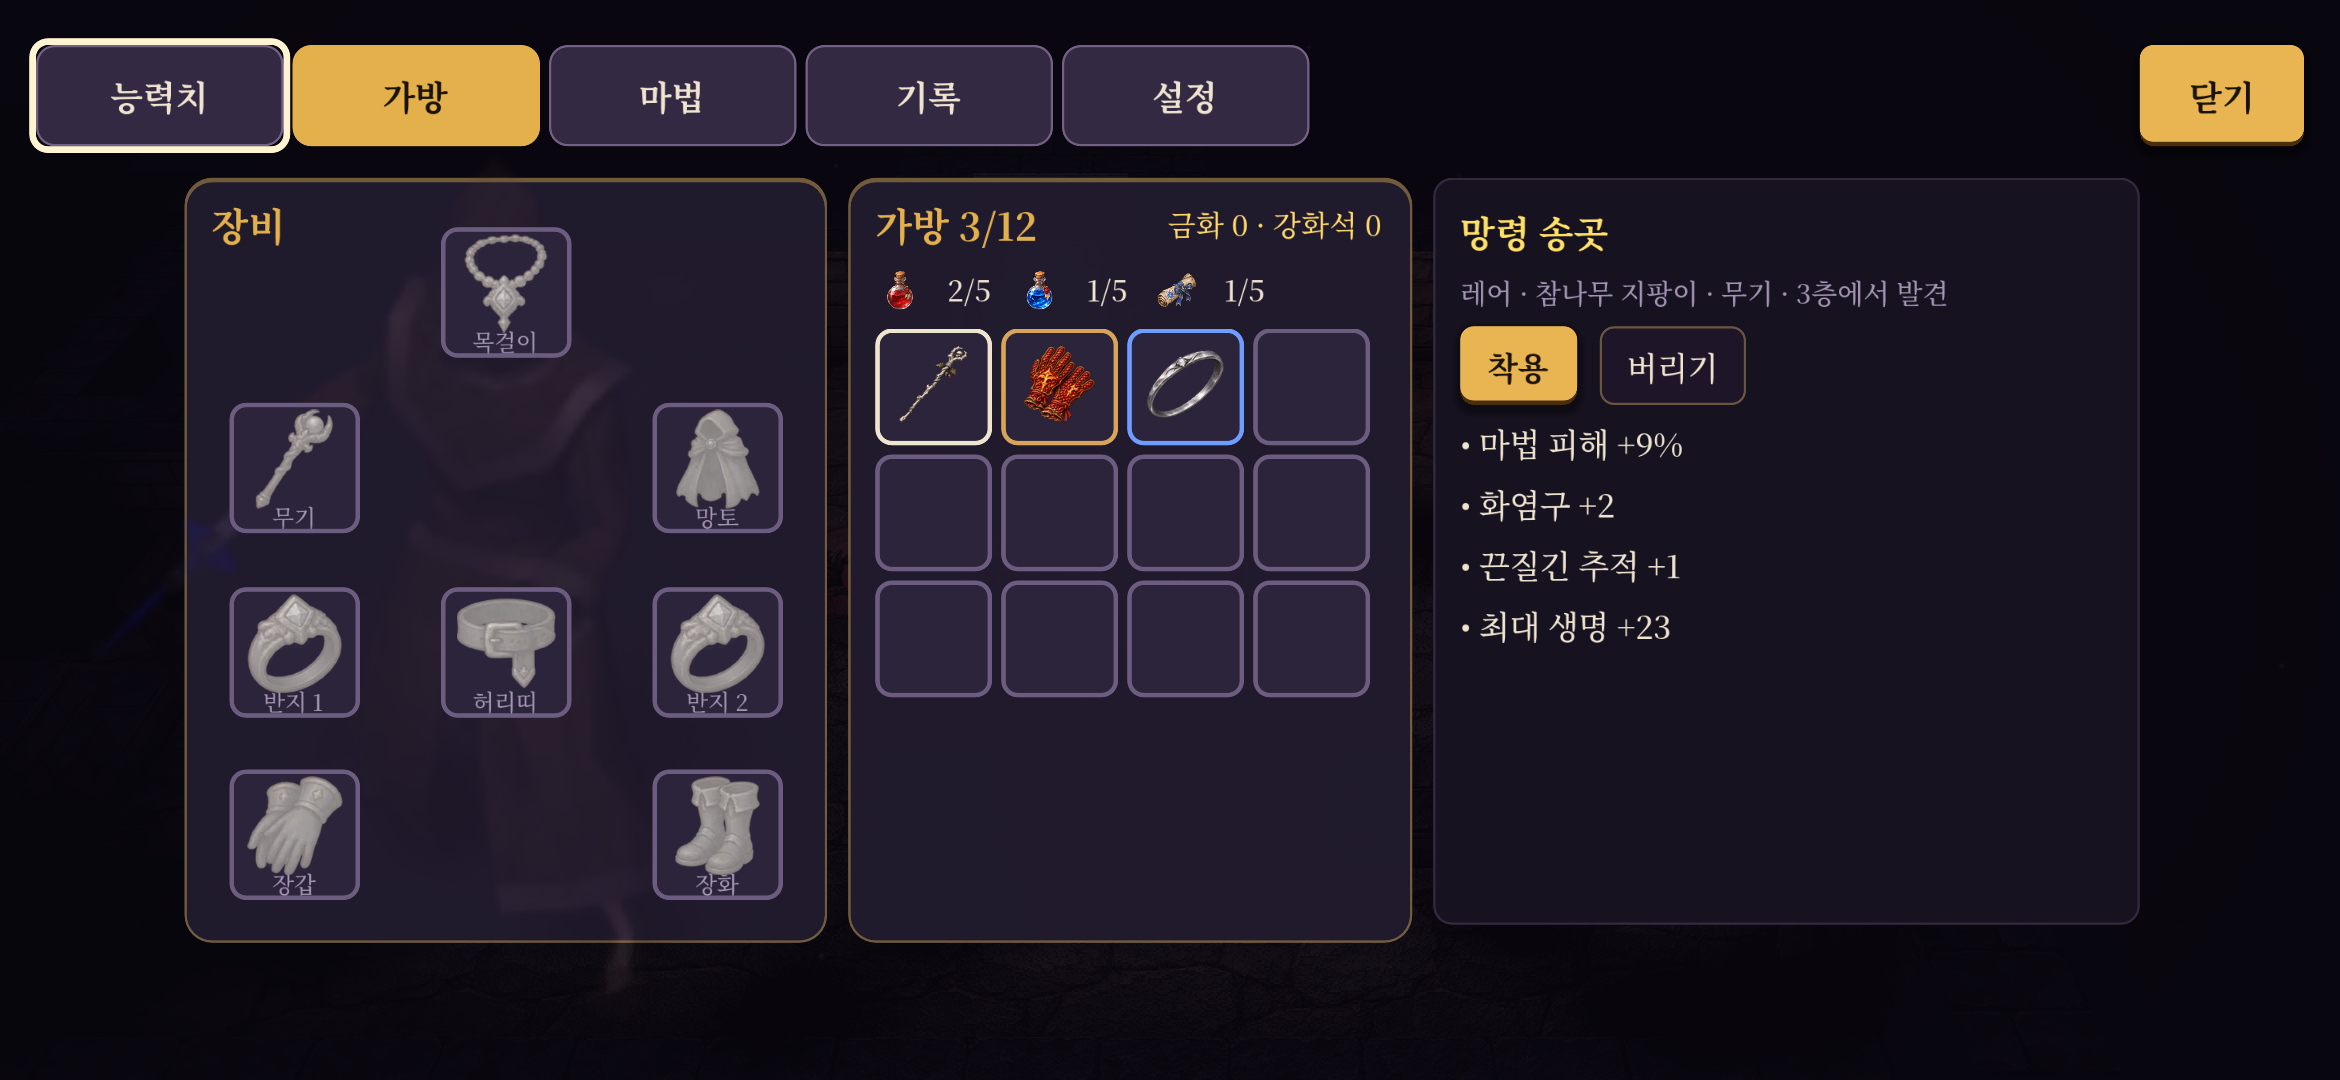 능력치 가방 마법 기록 설정 닫기
장비
목걸이
무기 망토
반지 1 허리띠 반지 2
장갑 장화
가방 3/12 금화 0 · 강화석 0
2/5 1/5 1/5
망령 송곳
레어 · 참나무 지팡이 · 무기 · 3층에서 발견
착용 버리기
• 마법 피해 +9%
• 화염구 +2
• 끈질긴 추적 +1
• 최대 생명 +23